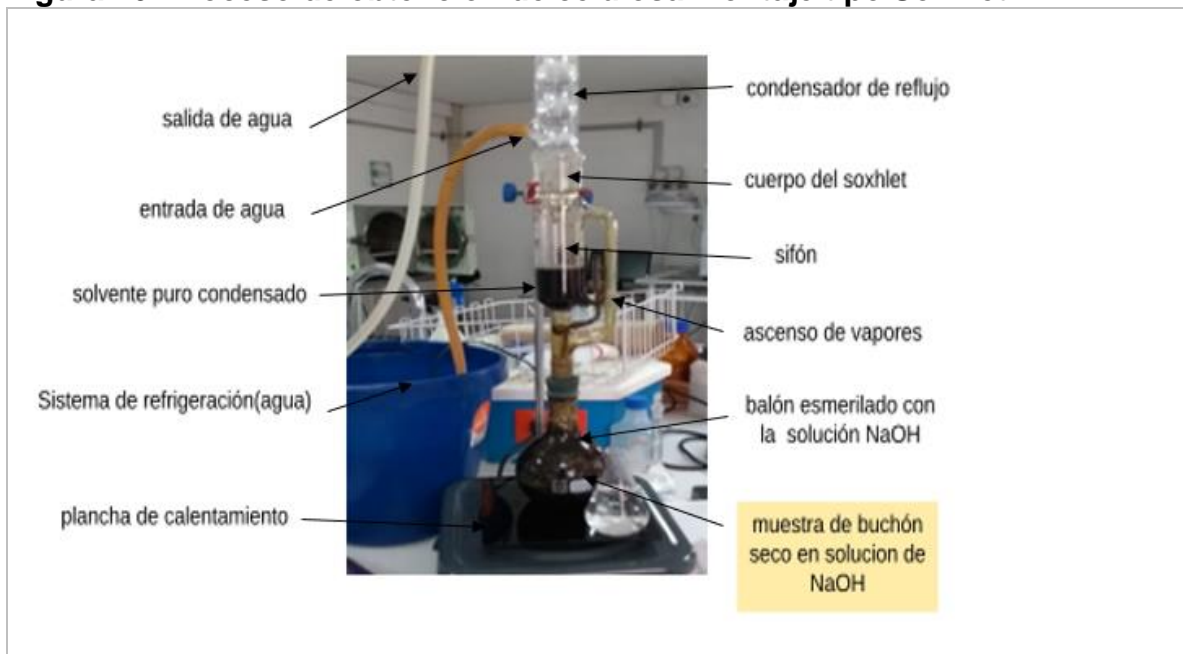 salida de agua
condensador de reflujo
entrada de agua
cuerpo del soxhlet
sifón
solvente puro condensado
ascenso de vapores
Sistema de refrigeración(agua)
balón esmerilado con
la solución NaOH
plancha de calentamiento
muestra de buchón
seco en solucion de
NaOH